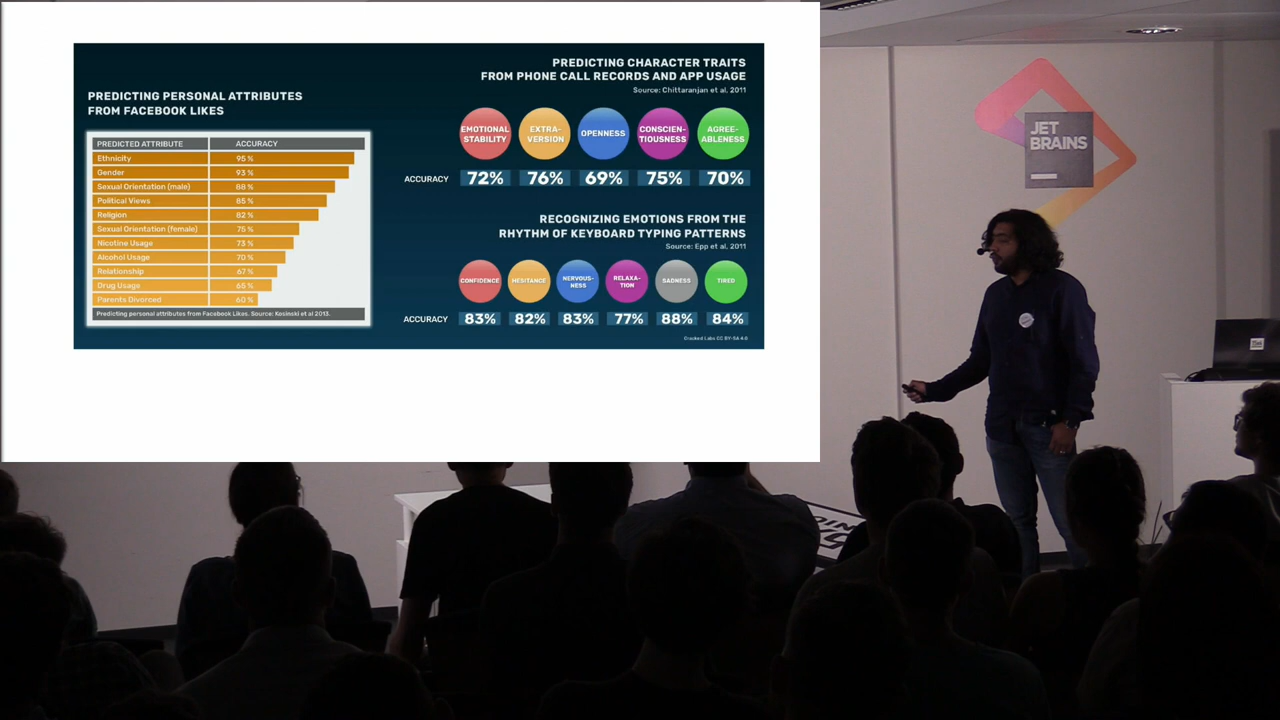 PREDICTING PERSONAL ATTRIBUTES
FROM FACEBOOK LIKES
PREDICTED ATTRIBUTE ACCURACY
Ethnicity 95 %
Gender 93 %
Sexual Orientation (male) 88 %
Political Views 85 %
Religion 82 %
Sexual Orientation (female) 75 %
Nicotine Usage 73 %
Alcohol Usage 70 %
Relationship 67 %
Drug Usage 65 %
Parents Divorced 60 %
Predicting personal attributes from Facebook Likes. Source: Kosinski et al 2013.
PREDICTING CHARACTER TRAITS
FROM PHONE CALL RECORDS AND APP USAGE
Source: Chittaranjan et al, 2011
EMOTIONAL
STABILITY
EXTRA-
VERSION
OPENNESS
CONSCIEN-
TIOUSNESS
AGREE-
ABLENESS
ACCURACY 72% 76% 69% 75% 70%
RECOGNIZING EMOTIONS FROM THE
RHYTHM OF KEYBOARD TYPING PATTERNS
Source: Epp et al, 2011
CONFIDENCE
HESITANCE
NERVOUS-
NESS
RELAXA-
TION
SADNESS
TIRED
ACCURACY 83% 82% 83% 77% 88% 84%
Cracked Labs CC BY-SA 4.0
JET
BRAINS